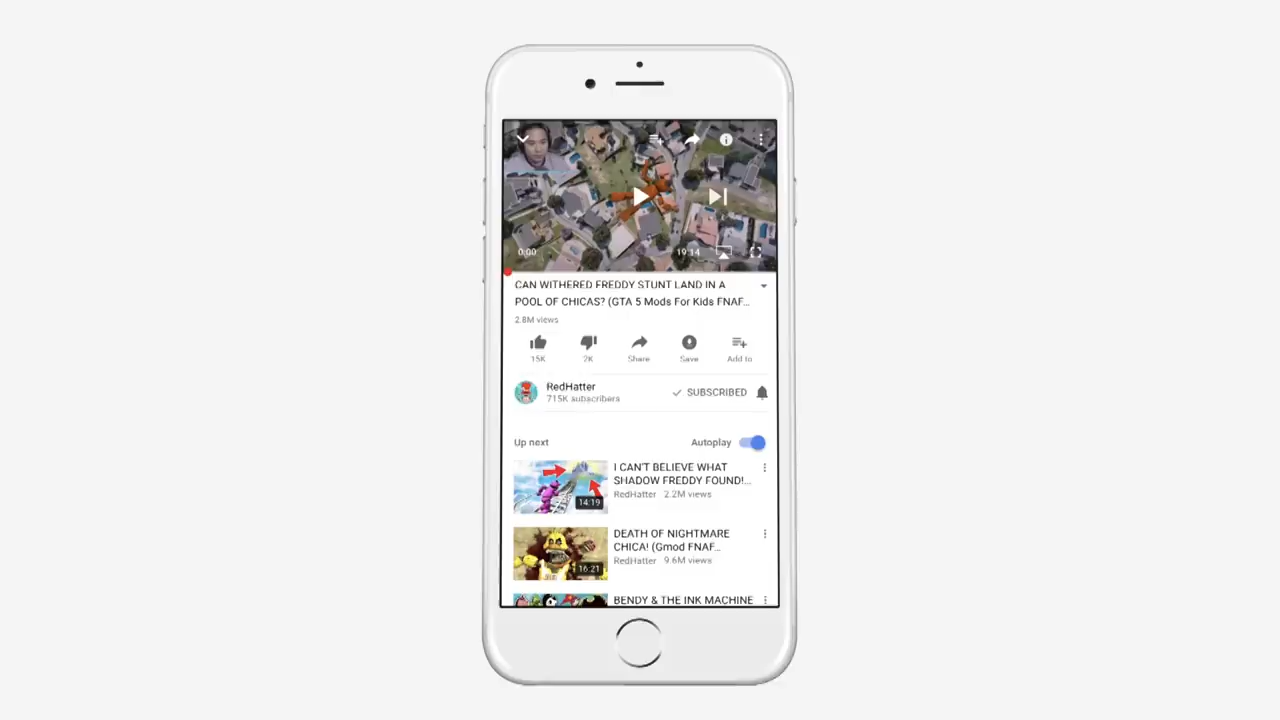 0:00
19:14
CAN WITHERED FREDDY STUNT LAND IN A
POOL OF CHICAS? (GTA 5 Mods For Kids FNAF...
2.8M views
15K
2K
Share
Save
Add to
RedHatter
715K subscribers
SUBSCRIBED
Up next
Autoplay
I CAN'T BELIEVE WHAT
SHADOW FREDDY FOUND!...
RedHatter 2.2M views
14:19
DEATH OF NIGHTMARE
CHICA! (Gmod FNAF...
RedHatter 9.6M views
16:21
BENDY & THE INK MACHINE